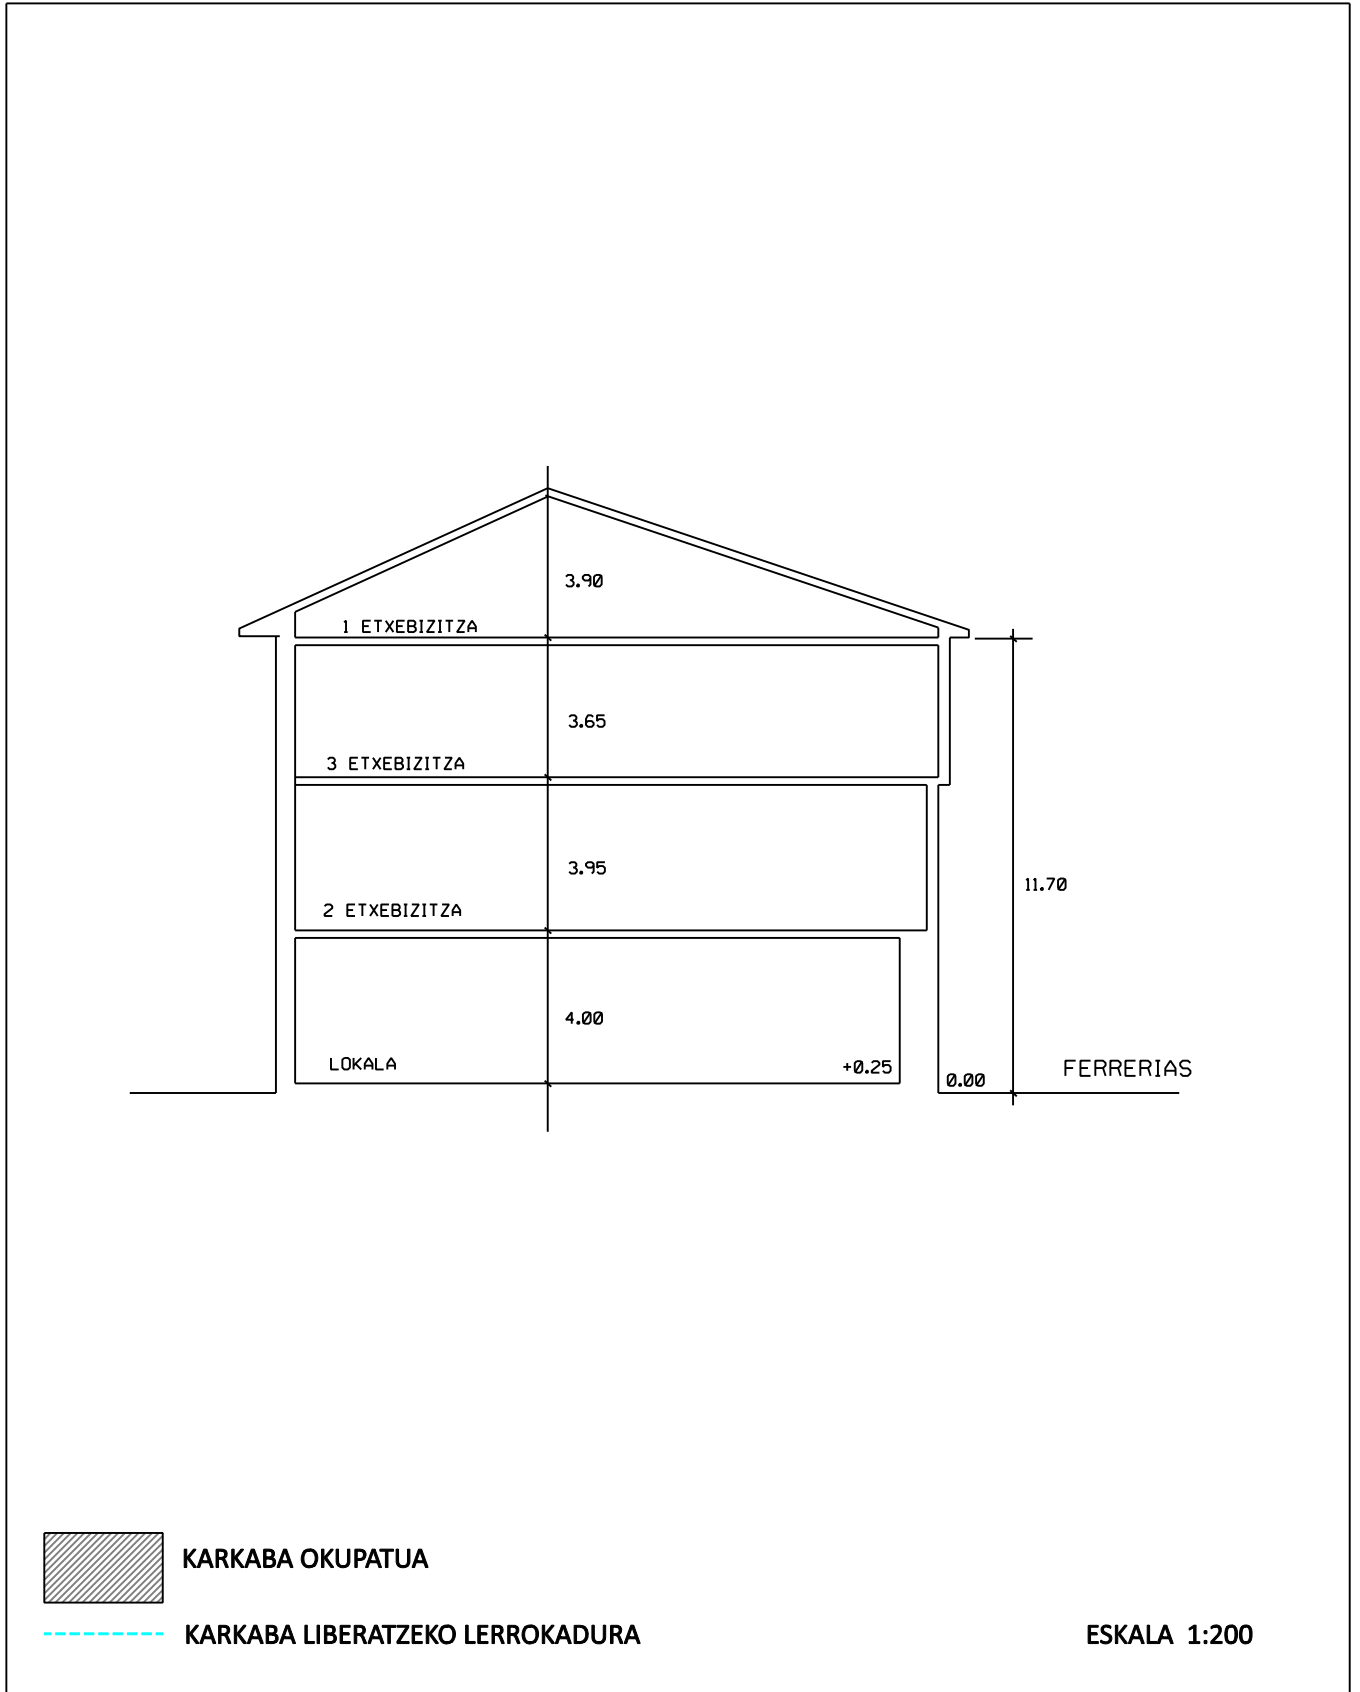 3.90
1 ETXEBIZITZA
3.65
3 ETXEBIZITZA
3.95
11.70
2 ETXEBIZITZA
4.00
LOKALA
+0.25
0.00
FERRERIAS
KARKABA OKUPATUA
KARKABA LIBERATZEKO LERROKADURA
ESKALA 1:200